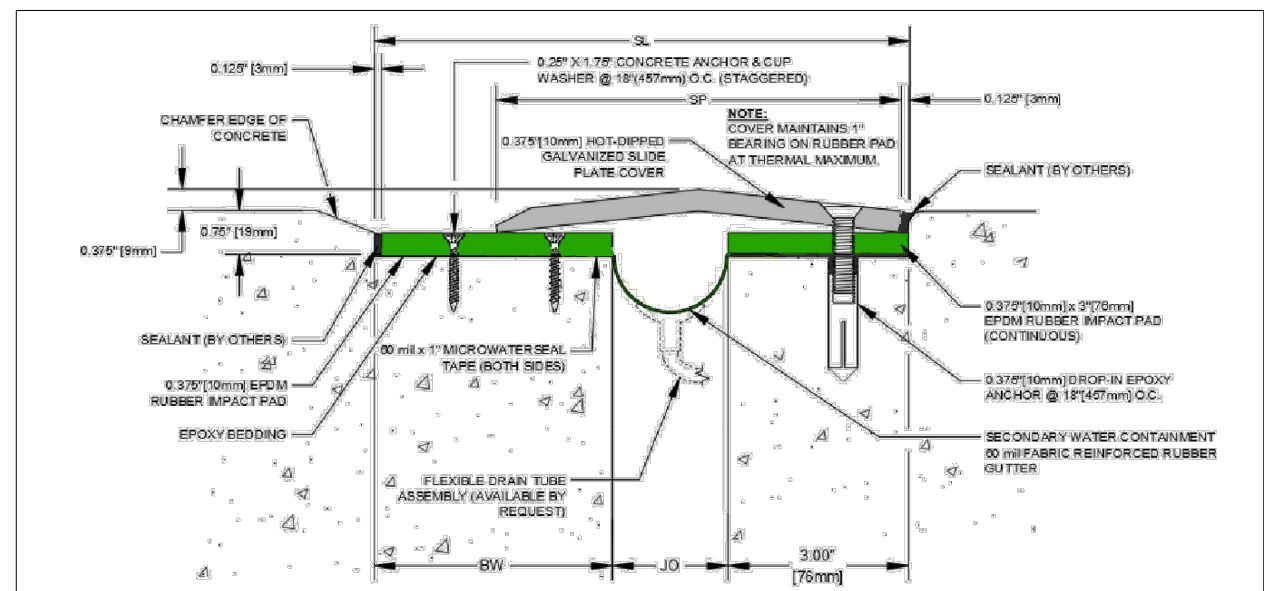 SL
0.125" [3mm]
0.25" X 1.75" CONCRETE ANCHOR & CUP
WASHER @ 18"(457mm) O.C. (STAGGERED)
SP
0.125" [3mm]
CHAMFER EDGE OF
CONCRETE
NOTE:
COVER MAINTAINS 1"
BEARING ON RUBBER PAD
AT THERMAL MAXIMUM.
0.375"[10mm] HOT-DIPPED
GALVANIZED SLIDE
PLATE COVER
SEALANT (BY OTHERS)
0.75" [19mm]
0.375" [9mm]
0.375"[10mm] x 3"[76mm]
EPDM RUBBER IMPACT PAD
(CONTINUOUS)
SEALANT (BY OTHERS)
60 mil x 1" MICROWATERSEAL
TAPE (BOTH SIDES)
0.375"[10mm] EPDM
RUBBER IMPACT PAD
0.375"[10mm] DROP-IN EPOXY
ANCHOR @ 18"[457mm] O.C.
EPOXY BEDDING
SECONDARY WATER CONTAINMENT
60 mil FABRIC REINFORCED RUBBER
GUTTER
FLEXIBLE DRAIN TUBE
ASSEMBLY (AVAILABLE BY
REQUEST)
BW
JO
3.00"
[76mm]